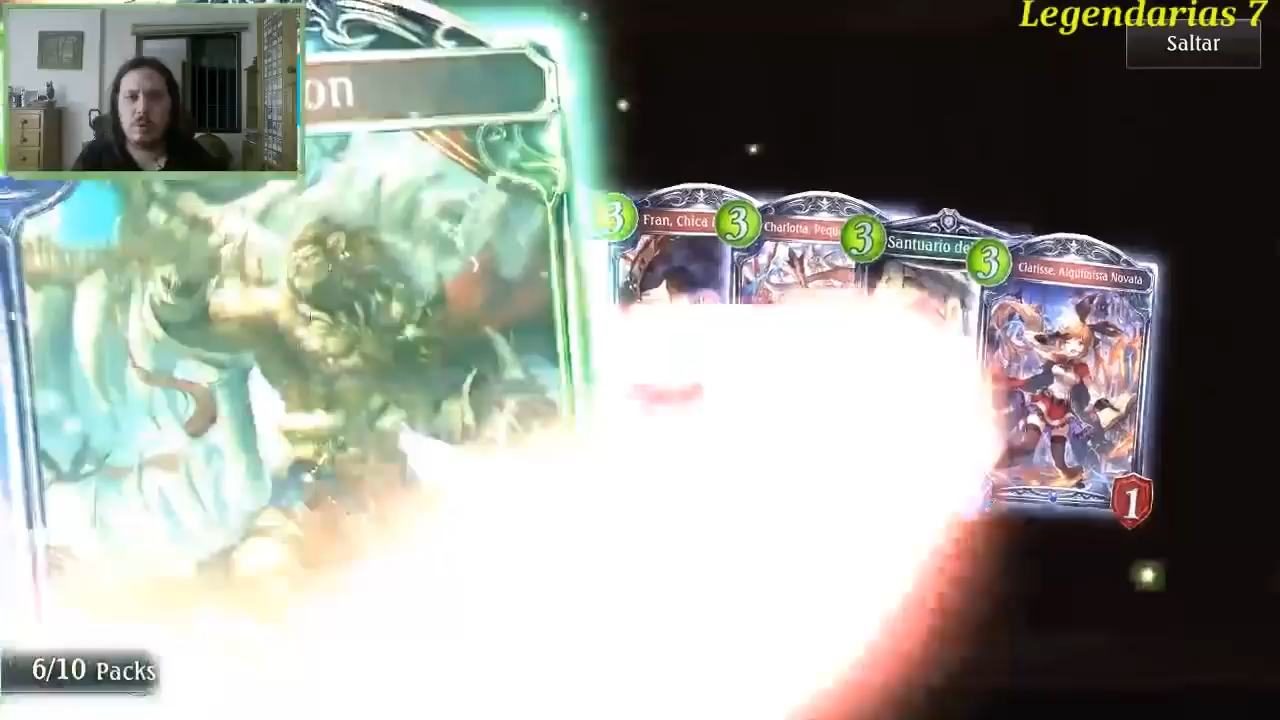 Legendarias 7
Saltar
on
3 Fran, Chica
3 Charlotta, Pequ
3 Santuario de
3 Clarisse, Alquimista Novata
1
6/10 Packs